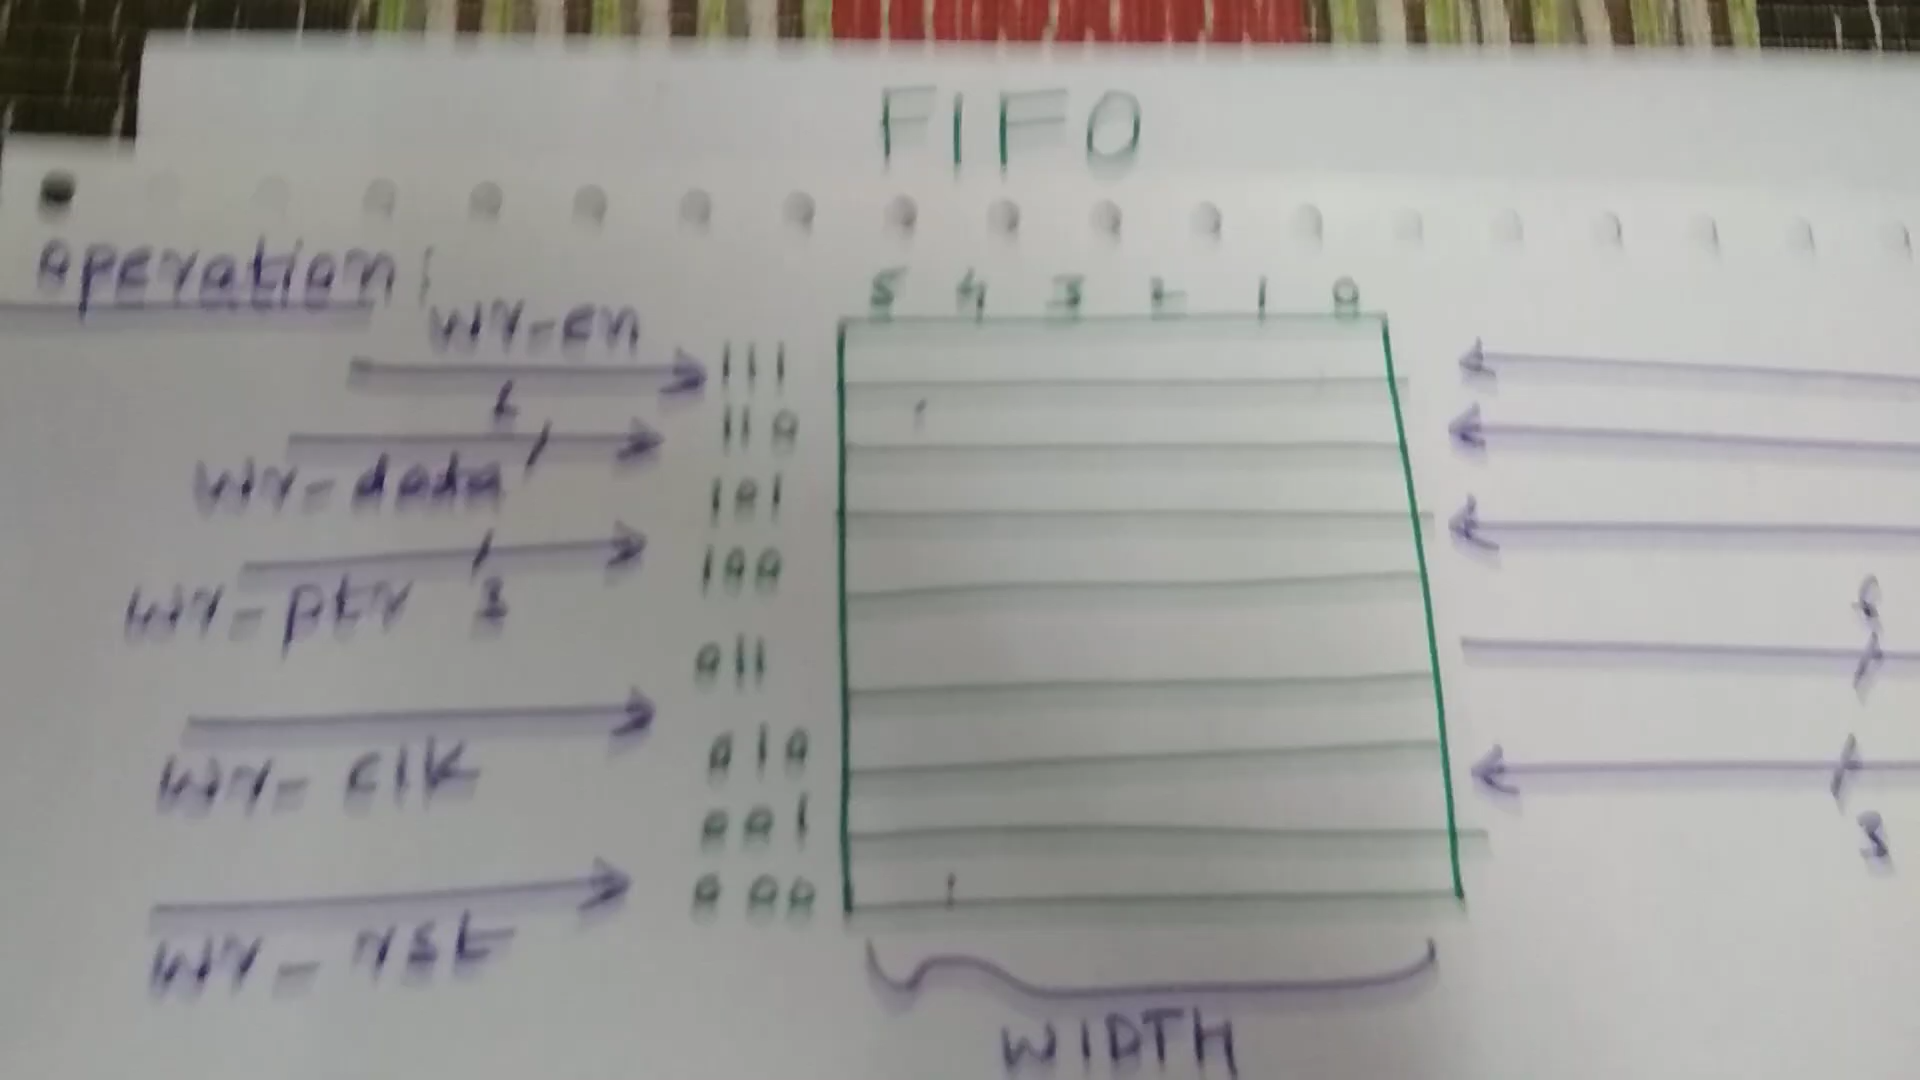 FIFO
operation:
5 4 3 2 1 0
wr-en
111
6
110
wr-data
101
100
wr-ptr 3
6
011
010
wr-clk
001
3
000
wr-rst
WIDTH